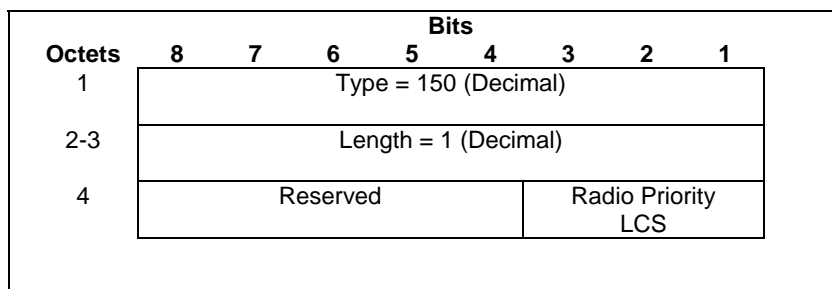 Bits
Octets 8 7 6 5 4 3 2 1
1 Type = 150 (Decimal)
2-3 Length = 1 (Decimal)
4 Reserved Radio Priority
LCS